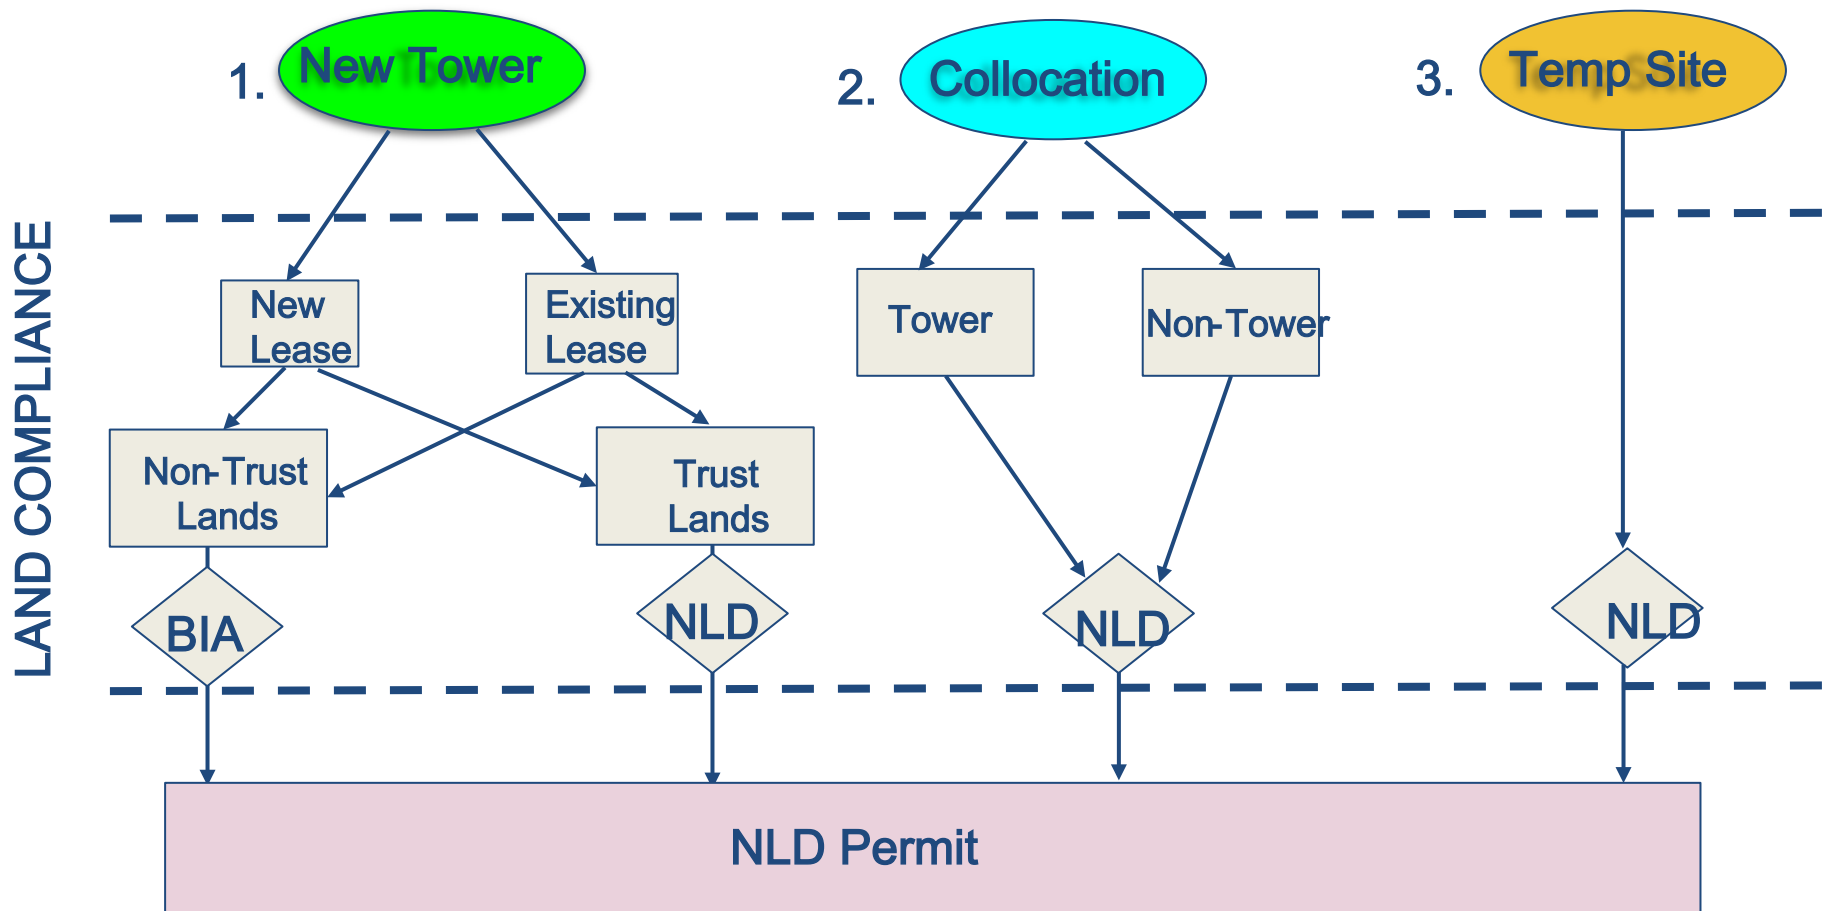 1.
New Tower
2.
Collocation
3.
Temp Site
LAND COMPLIANCE
New
Lease
Existing
Lease
Tower
Non-Tower
Non-Trust
Lands
Trust
Lands
BIA
NLD
NLD
NLD
NLD Permit